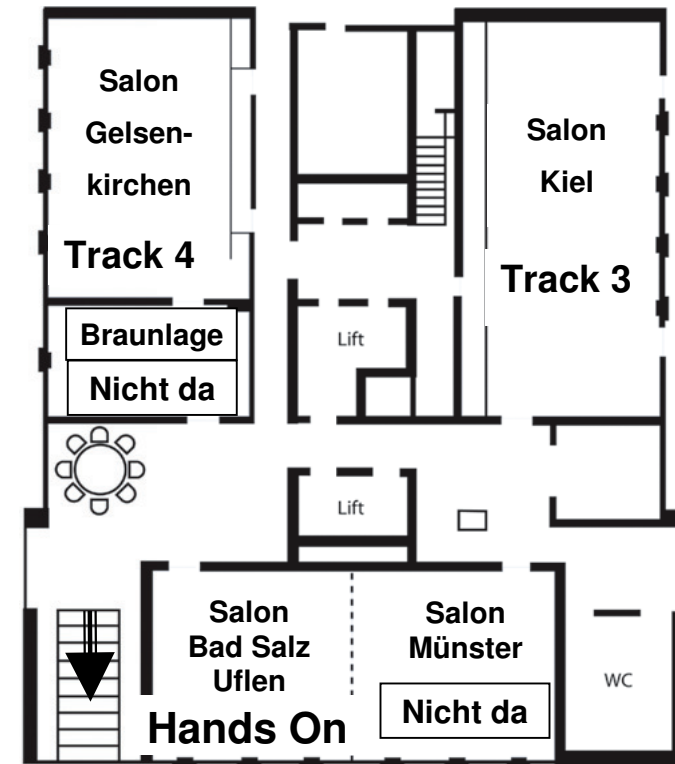 Salon
Gelsen-
kirchen
Track 4
Salon
Kiel
Track 3
Braunlage
Nicht da
Lift
Lift
Salon
Bad Salz
Uflen
Salon
Münster
Nicht da
Hands On
WC